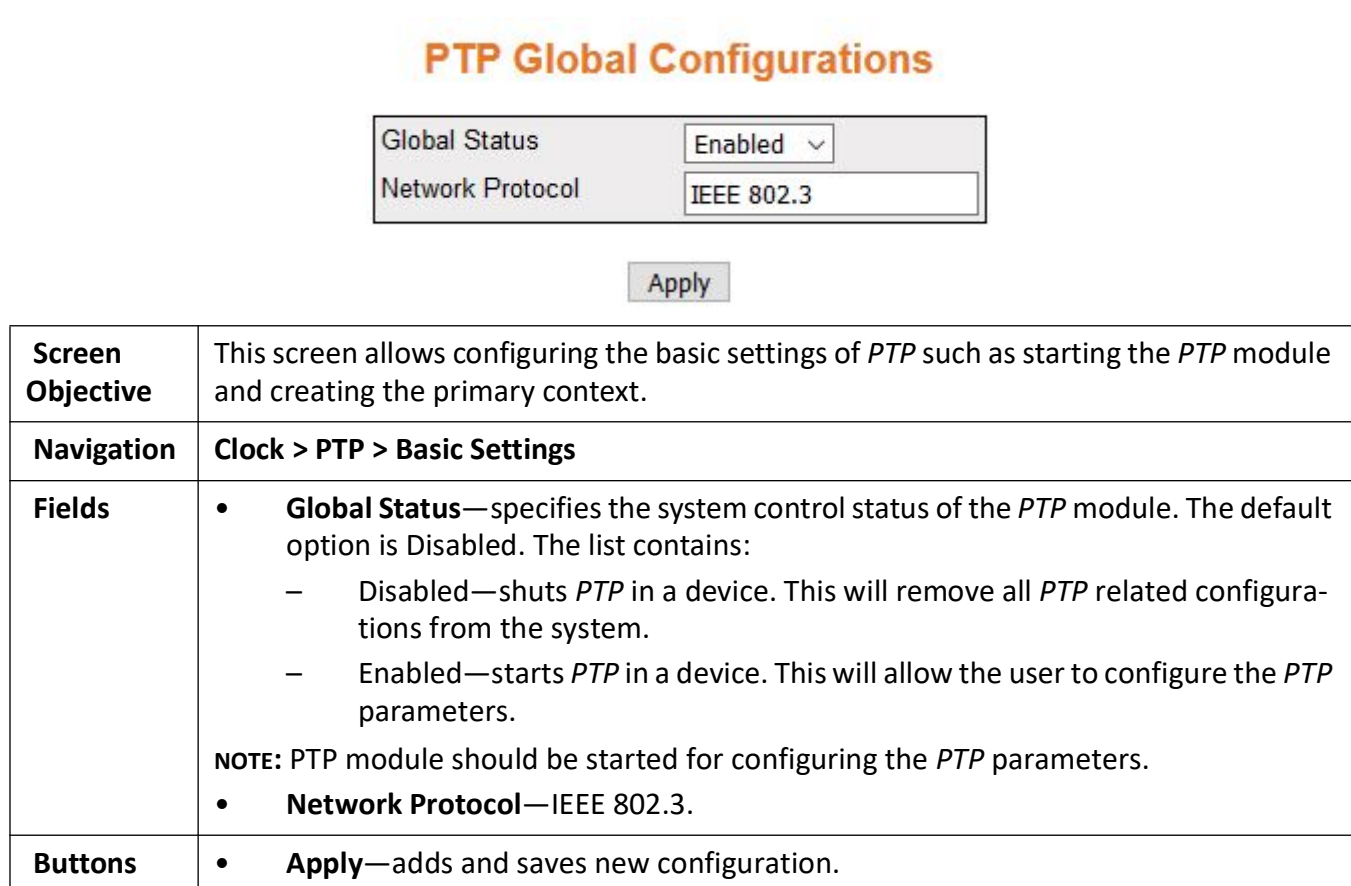 PTP Global Configurations
Global Status Enabled
Network Protocol IEEE 802.3
Apply
Screen Objective
This screen allows configuring the basic settings of PTP such as starting the PTP module
and creating the primary context.
Navigation
Clock > PTP > Basic Settings
Fields
• Global Status—specifies the system control status of the PTP module. The default
option is Disabled. The list contains:
– Disabled—shuts PTP in a device. This will remove all PTP related configura-
tions from the system.
– Enabled—starts PTP in a device. This will allow the user to configure the PTP
parameters.
NOTE: PTP module should be started for configuring the PTP parameters.
• Network Protocol—IEEE 802.3.
Buttons
• Apply—adds and saves new configuration.